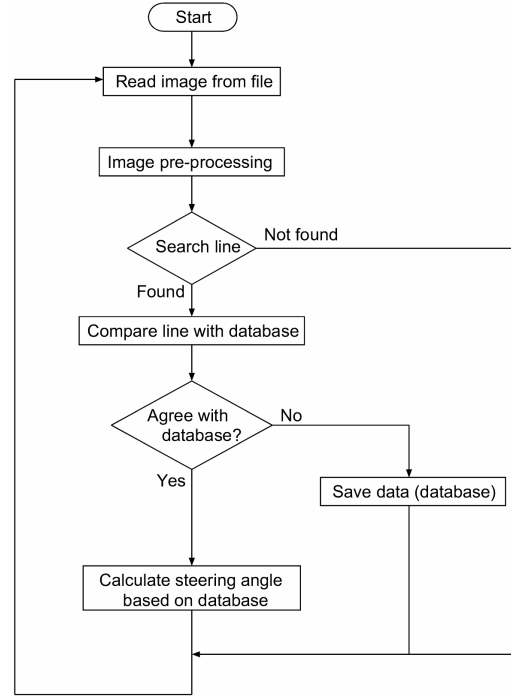 Start
Read image from file
Image pre-processing
Search line
Not found
Found
Compare line with database
Agree with
database?
No
Yes
Save data (database)
Calculate steering angle
based on database